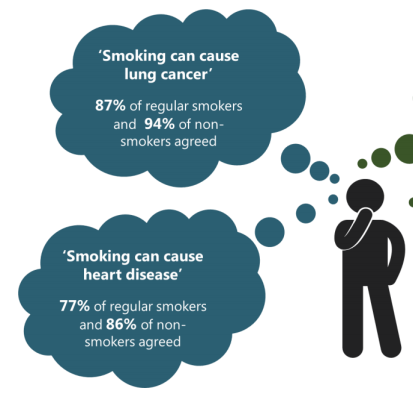 ‘Smoking can cause
lung cancer’
87% of regular smokers
and 94% of non-
smokers agreed
‘Smoking can cause
heart disease’
77% of regular smokers
and 86% of non-
smokers agreed